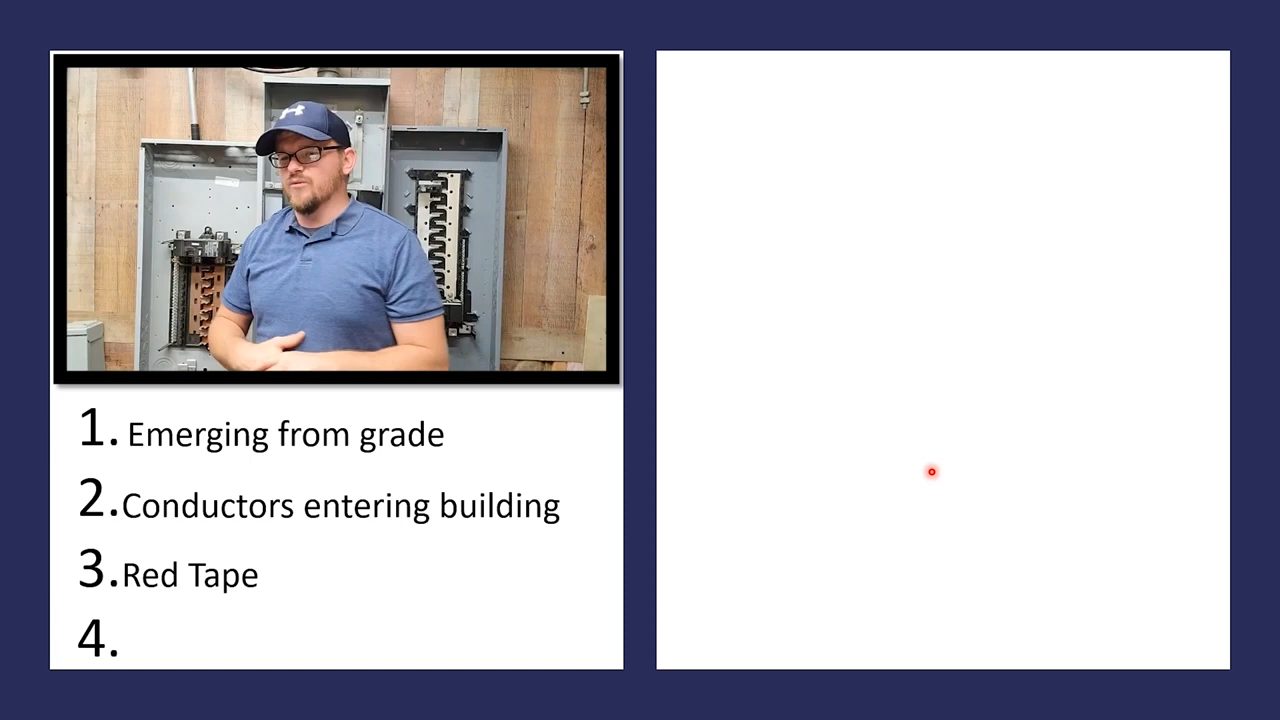 1. Emerging from grade
2. Conductors entering building
3. Red Tape
4.